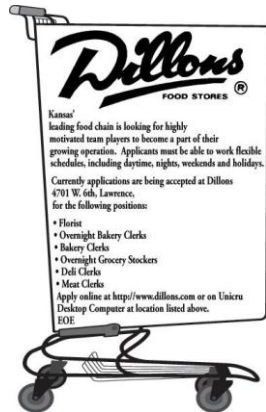 Dillons
FOOD STORES ®
Kansas'
leading food chain is looking for highly
motivated team players to become a part of their
growing operation. Applicants must be able to work flexible
schedules, including daytime, nights, weekends and holidays.
Currently applications are being accepted at Dillons
4701 W. 6th, Lawrence,
for the following positions:
• Florist
• Overnight Bakery Clerks
• Bakery Clerks
• Overnight Grocery Stockers
• Deli Clerks
• Meat Clerks
Apply online at http://www.dillons.com or on Unicru
Desktop Computer at location listed above.
EOE